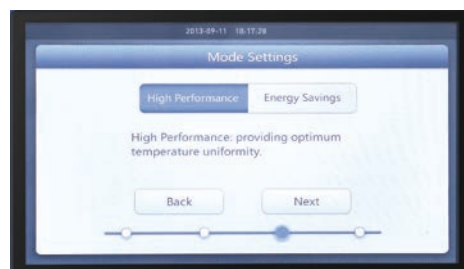 2013-09-11 18:17:28
Mode Settings
High Performance Energy Savings
High Performance: providing optimum
temperature uniformity.
Back Next